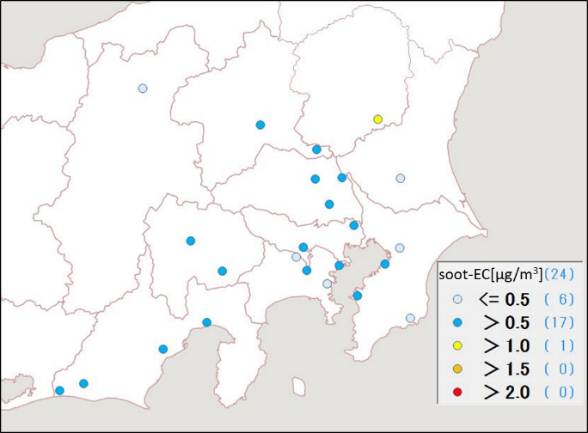 soot-EC[μg/m³](24)
<= 0.5 ( 6)
> 0.5 (17)
> 1.0 ( 1)
> 1.5 ( 0)
> 2.0 ( 0)